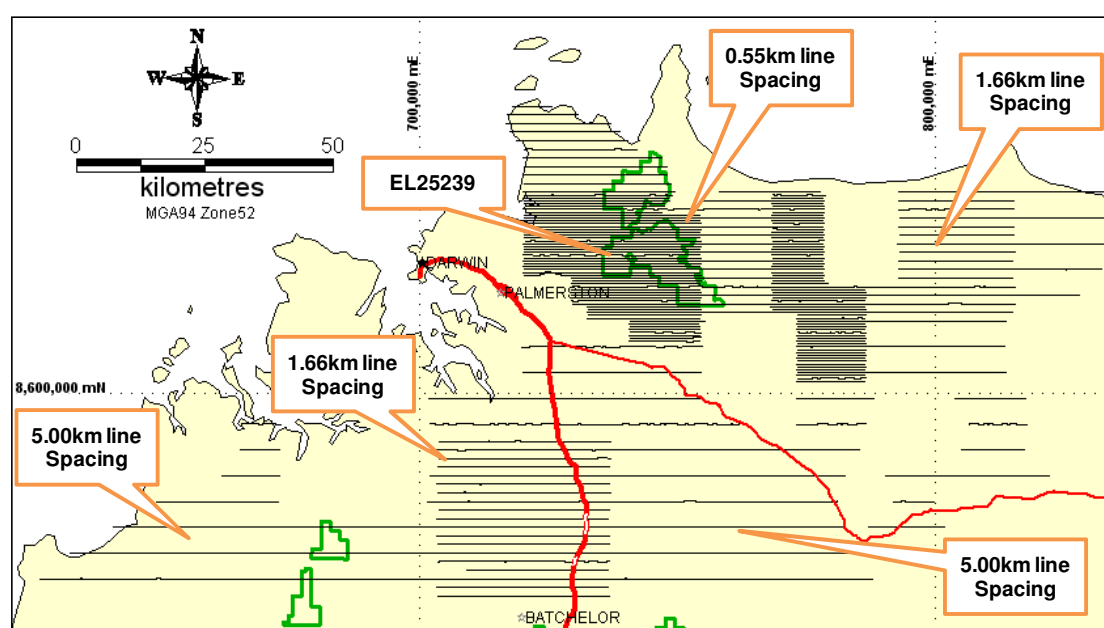 N
W E
S
0 25 50
kilometres
MGA94 Zone52
700,000 mE
0.55km line
Spacing
800,000 mE
1.66km line
Spacing
EL25239
DARWIN
PALMERSTON
1.66km line
Spacing
8,600,000 mN
5.00km line
Spacing
5.00km line
Spacing
BATCHELOR